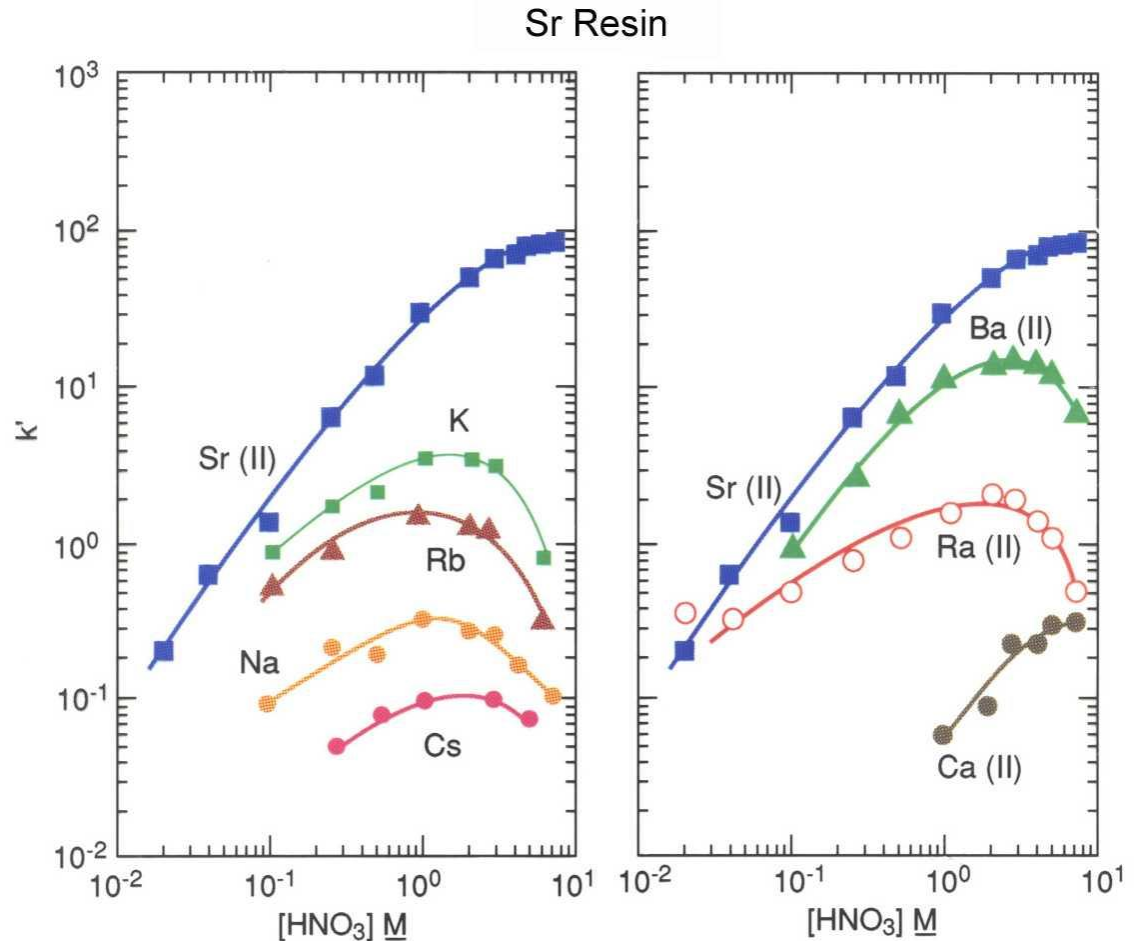 Sr Resin
10³
10²
10¹
10⁰
10⁻¹
10⁻²
k'
Sr (II)
K
Rb
Na
Cs
10⁻²
10⁻¹
10⁰
10¹
[HNO₃] M
Sr (II)
Ba (II)
Ra (II)
Ca (II)
10⁻²
10⁻¹
10⁰
10¹
[HNO₃] M